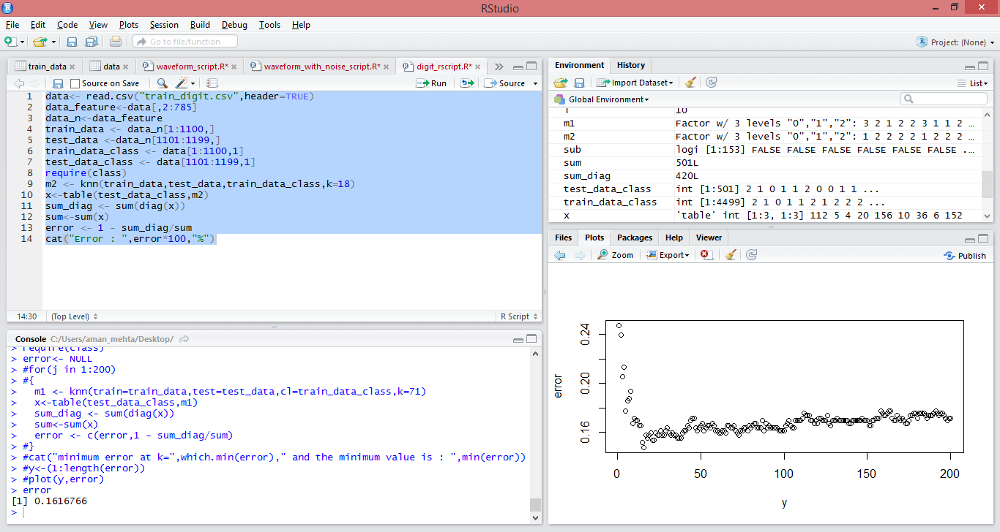 RStudio
File Edit Code View Plots Session Build Debug Tools Help
Go to file/function
Project: (None)
train_data data waveform_script.R* waveform_with_noise_script.R* digit_rscript.R*
Source on Save Run Source
1 data<- read.csv("train_digit.csv",header=TRUE)
2 data_feature<-data[,2:785]
3 data_n<-data_feature
4 train_data <- data_n[1:1100,]
5 test_data <-data_n[1101:1199,]
6 train_data_class <- data[1:1100,1]
7 test_data_class <- data[1101:1199,1]
8 require(class)
9 m2 <- knn(train_data,test_data,train_data_class,k=18)
10 x<-table(test_data_class,m2)
11 sum_diag <- sum(diag(x))
12 sum<-sum(x)
13 error <- 1 - sum_diag/sum
14 cat("Error : ",error*100,"%")
14:30 (Top Level) R Script
Console C:/Users/aman_mehta/Desktop/
> require(class)
> error<- NULL
> #for(j in 1:200)
> #{
> m1 <- knn(train=train_data,test=test_data,cl=train_data_class,k=71)
> x<-table(test_data_class,m1)
> sum_diag <- sum(diag(x))
> sum<-sum(x)
> error <- c(error,1 - sum_diag/sum)
> #}
> #cat("minimum error at k=",which.min(error)," and the minimum value is : ",min(error))
> #y<-(1:length(error))
> #plot(y,error)
> error
[1] 0.1616766
>
Environment History
Import Dataset List
Global Environment
10
m1 Factor w/ 3 levels "0","1","2": 3 2 1 2 2 3 1 1 2 ...
m2 Factor w/ 3 levels "0","1","2": 1 2 2 2 2 1 2 2 2 ...
sub logi [1:153] FALSE FALSE FALSE FALSE FALSE FALSE ...
sum 501L
sum_diag 420L
test_data_class int [1:501] 2 1 0 1 1 2 0 0 1 1 ...
train_data_class int [1:4499] 2 1 0 1 1 2 1 2 2 2 ...
x 'table' int [1:3, 1:3] 112 5 4 20 156 10 36 6 152
Files Plots Packages Help Viewer
Zoom Export Publish
0.24
0.20
0.16
error
0 50 100 150 200
y